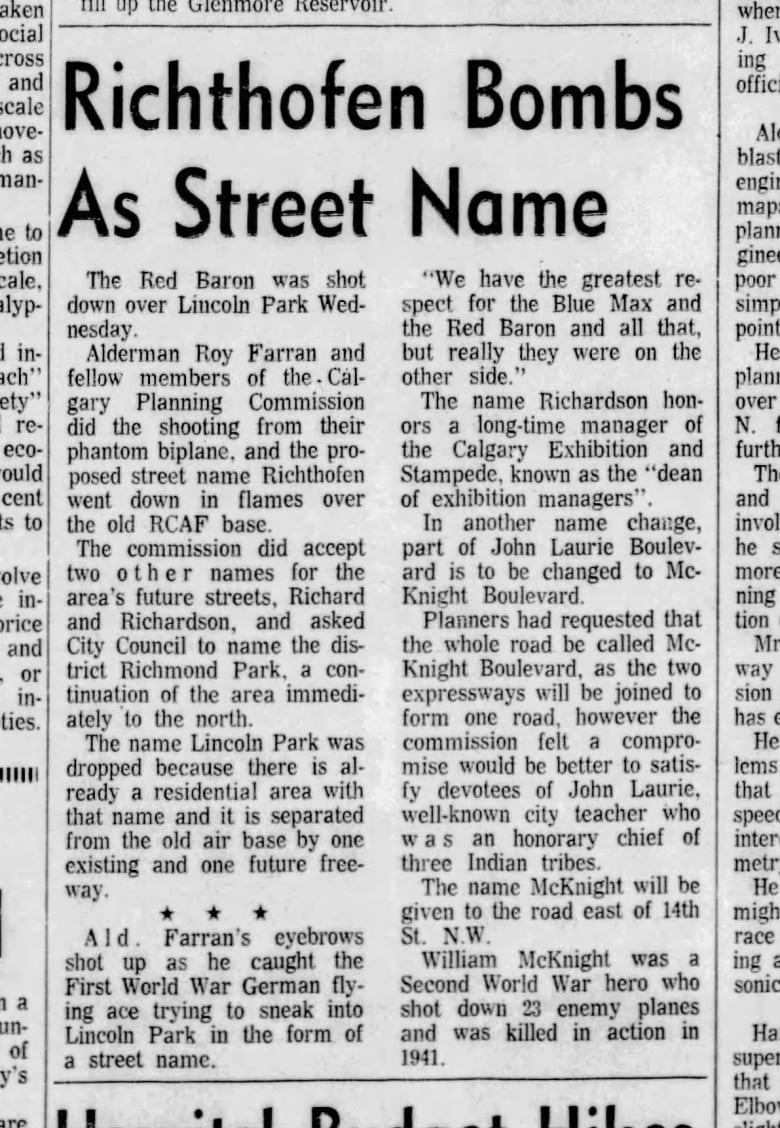 fill up the Glenmore Reservoir.
Richthofen Bombs
As Street Name
The Red Baron was shot
down over Lincoln Park Wed-
nesday.
Alderman Roy Farran and
fellow members of the Cal-
gary Planning Commission
did the shooting from their
phantom biplane, and the pro-
posed street name Richthofen
went down in flames over
the old RCAF base.
The commission did accept
two other names for the
area's future streets, Richard
and Richardson, and asked
City Council to name the dis-
trict Richmond Park, a con-
tinuation of the area immedi-
ately to the north.
The name Lincoln Park was
dropped because there is al-
ready a residential area with
that name and it is separated
from the old air base by one
existing and one future free-
way.
★ ★ ★
Ald. Farran's eyebrows
shot up as he caught the
First World War German fly-
ing ace trying to sneak into
Lincoln Park in the form of
a street name.
"We have the greatest re-
spect for the Blue Max and
the Red Baron and all that,
but really they were on the
other side."
The name Richardson hon-
ors a long-time manager of
the Calgary Exhibition and
Stampede, known as the "dean
of exhibition managers".
In another name change,
part of John Laurie Boulev-
ard is to be changed to Mc-
Knight Boulevard.
Planners had requested that
the whole road be called Mc-
Knight Boulevard, as the two
expressways will be joined to
form one road, however the
commission felt a compro-
mise would be better to satis-
fy devotees of John Laurie,
well-known city teacher who
was an honorary chief of
three Indian tribes.
The name McKnight will be
given to the road east of 14th
St. N.W.
William McKnight was a
Second World War hero who
shot down 23 enemy planes
and was killed in action in
1941.